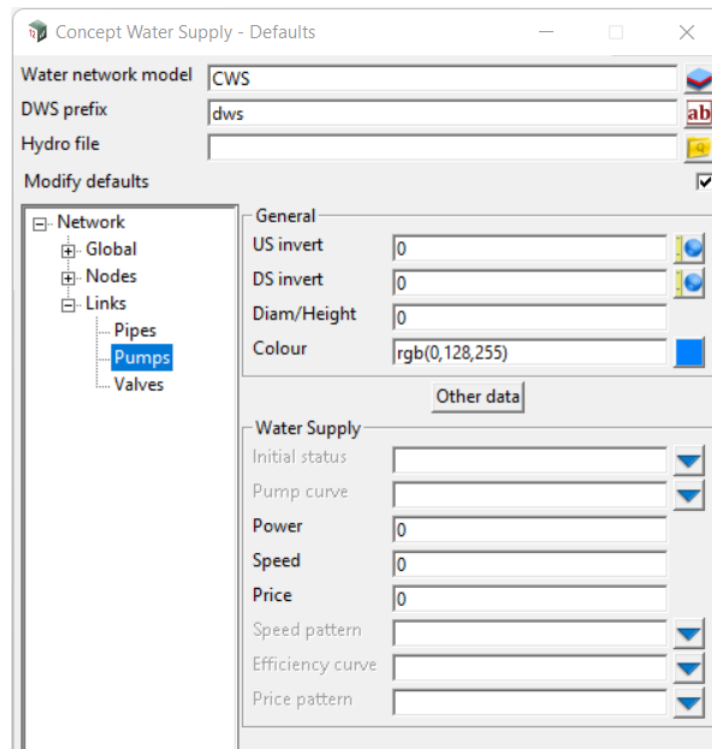 Concept Water Supply - Defaults
Water network model CWS
DWS prefix dws
ab
Hydro file
Modify defaults
Network
Global
Nodes
Links
Pipes
Pumps
Valves
General
US invert 0
DS invert 0
Diam/Height 0
Colour rgb(0,128,255)
Other data
Water Supply
Initial status
Pump curve
Power 0
Speed 0
Price 0
Speed pattern
Efficiency curve
Price pattern